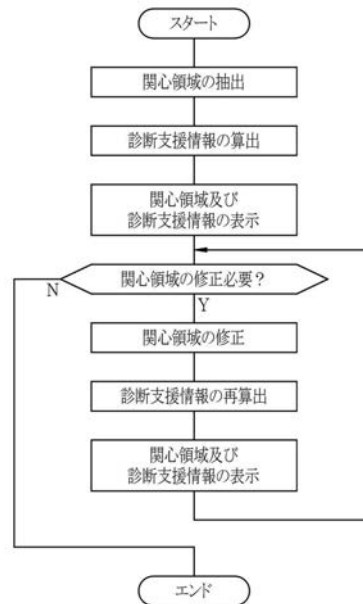 スタート
関心領域の抽出
診断支援情報の算出
関心領域及び
診断支援情報の表示
関心領域の修正必要？
N
Y
関心領域の修正
診断支援情報の再算出
関心領域及び
診断支援情報の表示
エンド